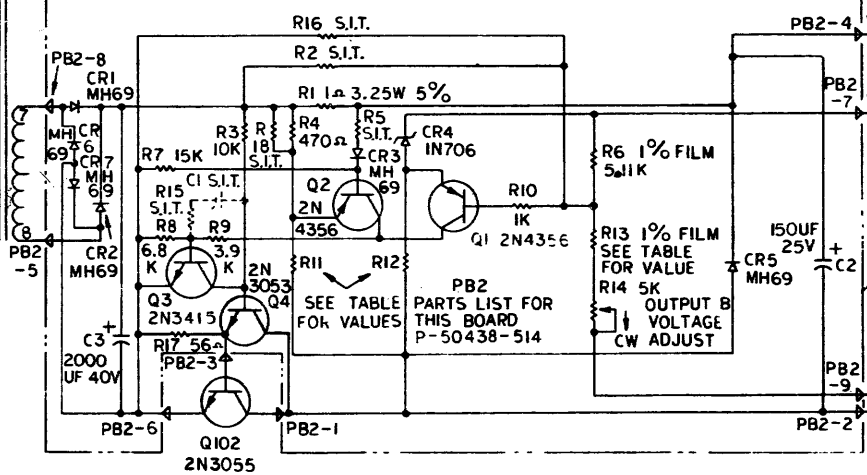 R16 S.I.T.
PB2-4
R2 S.I.T.
PB2-8
CR1
MH69
R1 1Ω 3.25W 5%
PB2
-7
7
MH
69
CR
6
CR7
MH
69
R3
10K
R
18
S.I.T.
R4
470Ω
R5
S.I.T.
CR4
1N706
CR3
MH
69
R6 1% FILM
5.11K
R7 15K
C1 S.I.T.
R15
S.I.T.
Q2
2N
4356
R10
1K
Q1 2N4356
R8
6.8
K
R9
3.9
K
R13 1% FILM
SEE TABLE
FOR VALUE
150UF
25V
+
C2
8
PB2
-5
CR2
MH69
Q3
2N3415
2N
3053
Q4
R11
R12
SEE TABLE
FOR VALUES
PB2
PARTS LIST FOR
THIS BOARD
P-50438-514
R14 5K
OUTPUT B
VOLTAGE
CW ADJUST
CR5
MH69
+
C3
2000
UF 40V
R17 56Ω
PB2-3
PB2
-9
PB2-6
PB2-1
PB2-2
Q102
2N3055